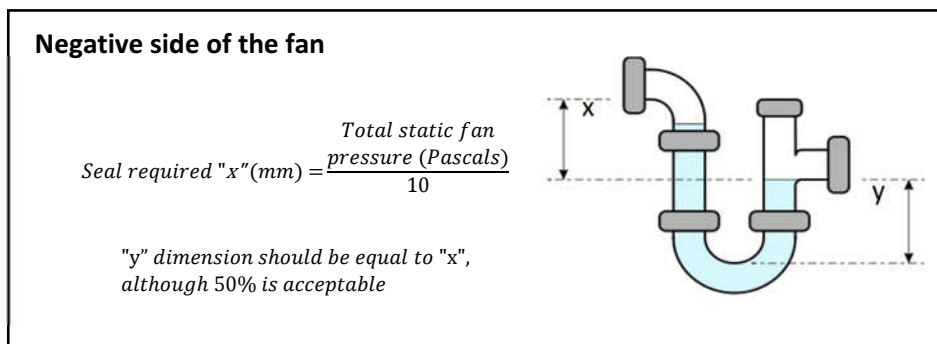 Negative side of the fan
Total static fan
Seal required "x"(mm) = pressure (Pascals)
10
"y" dimension should be equal to "x",
although 50% is acceptable
x
y